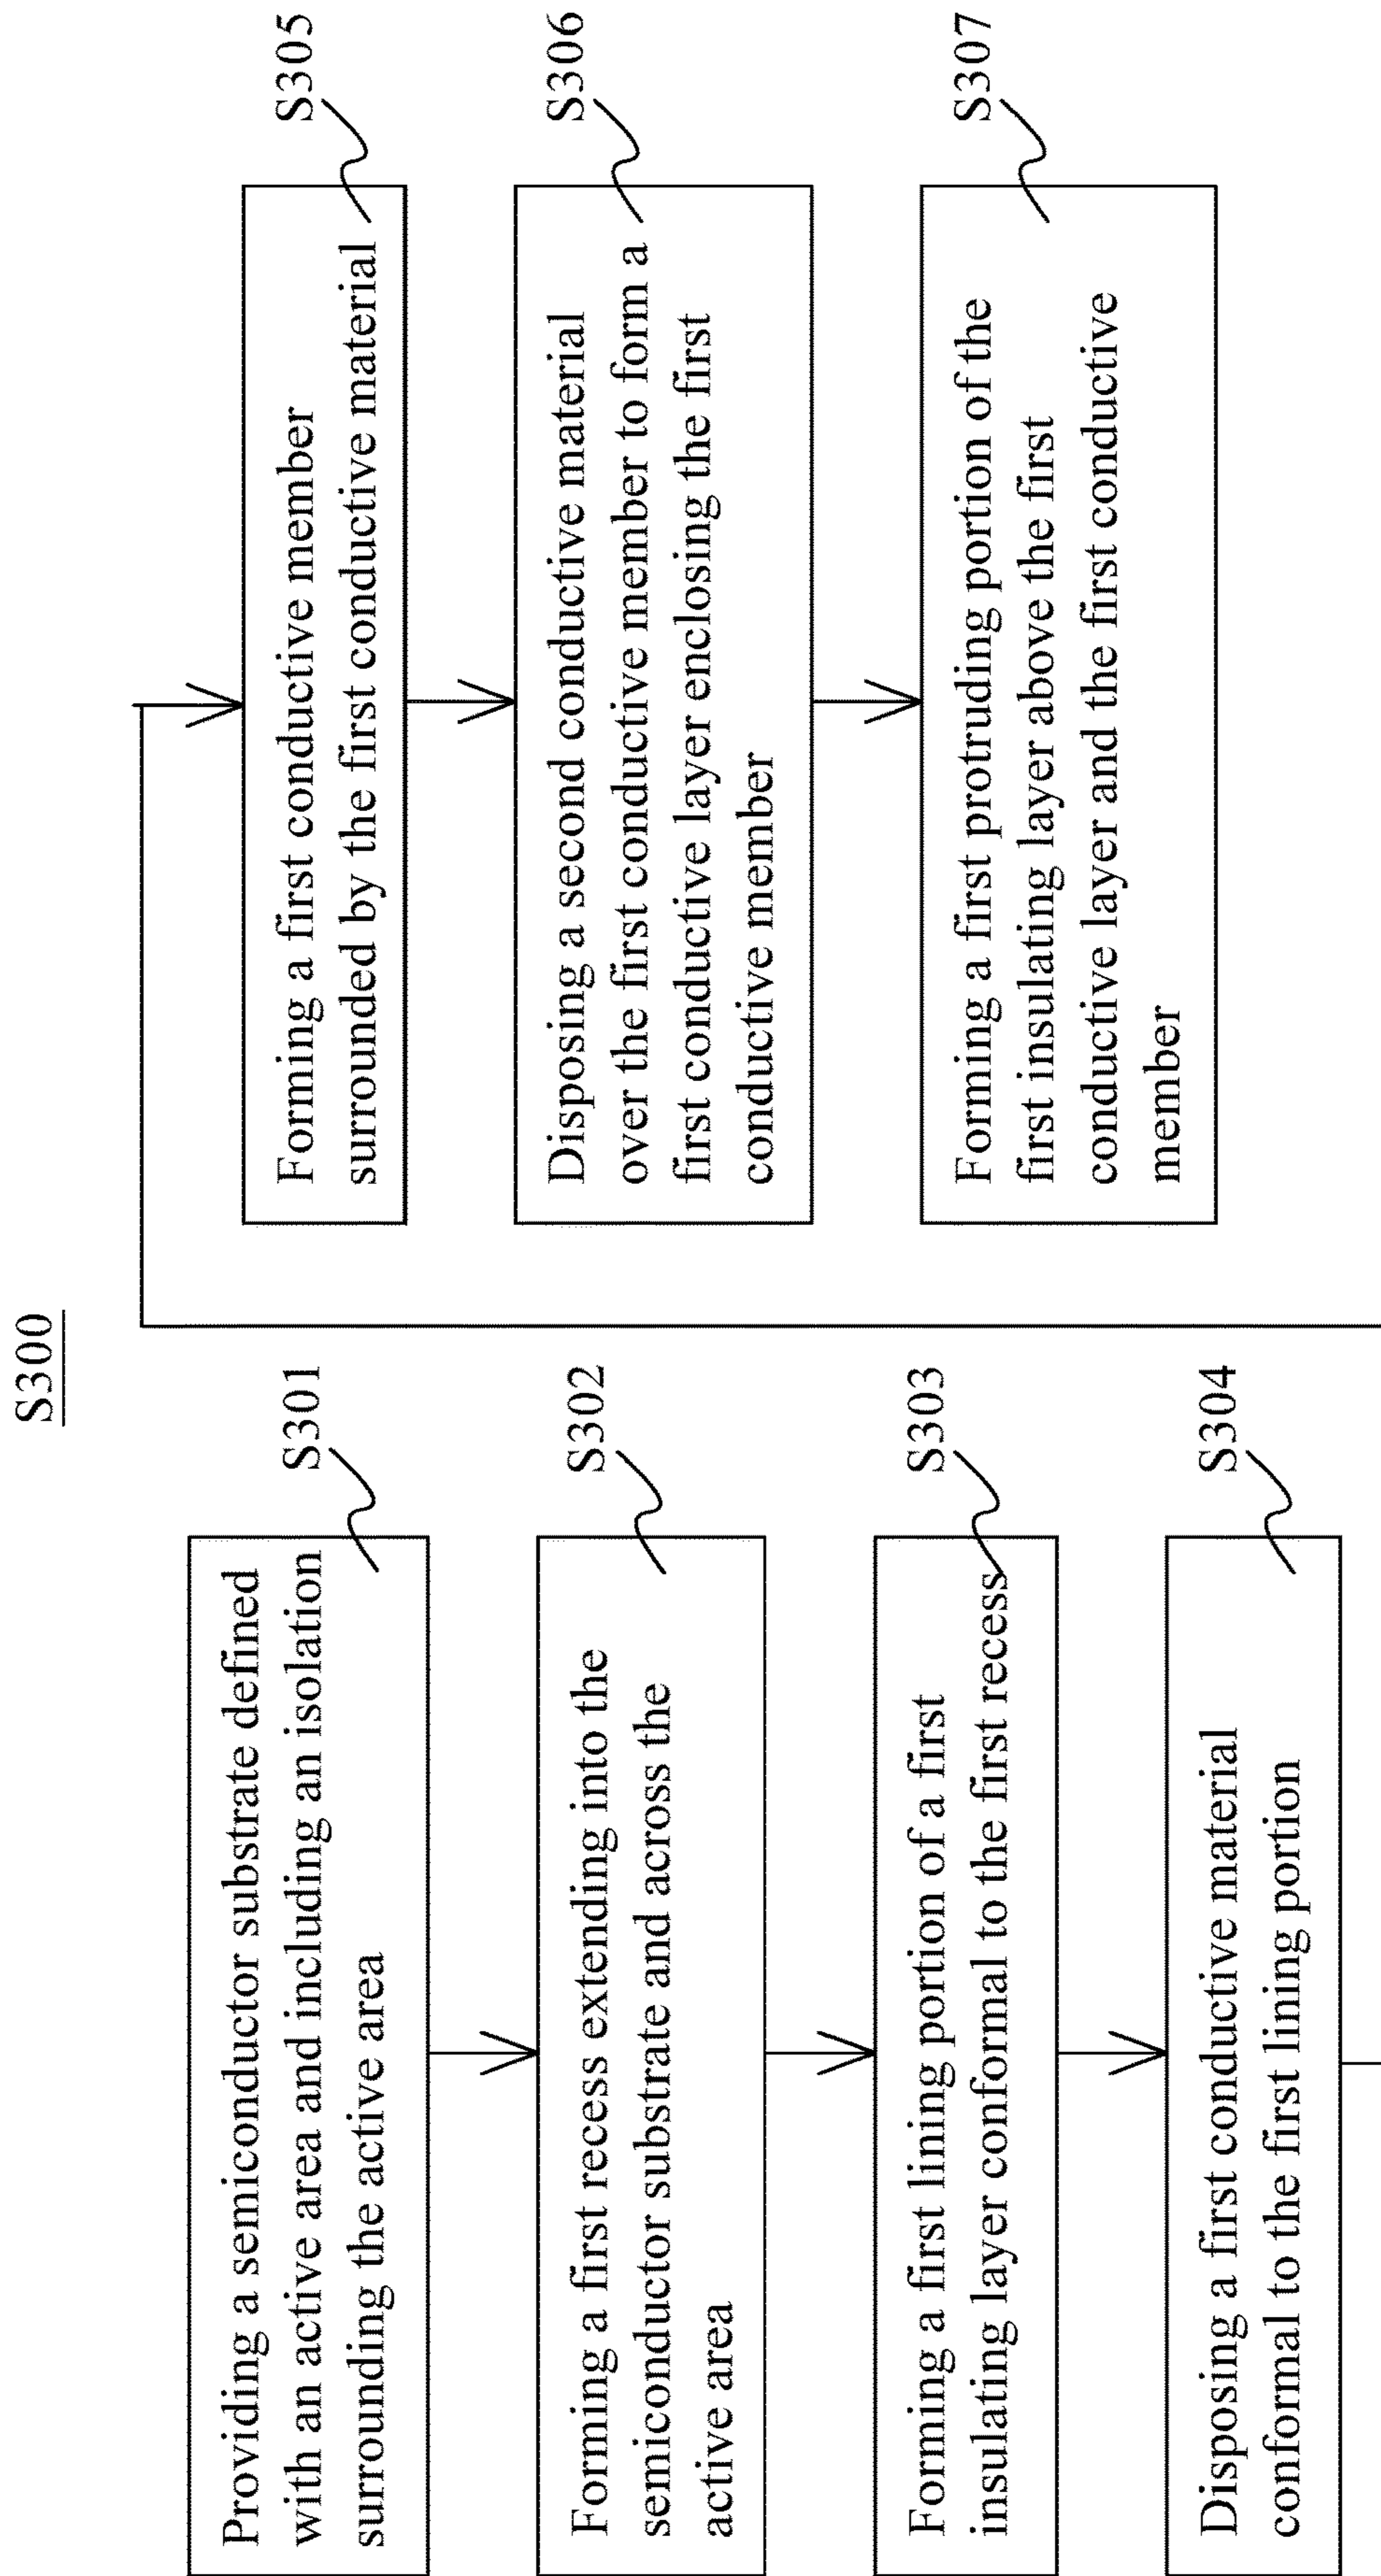 S300
Providing a semiconductor substrate defined
with an active area and including an isolation
surrounding the active area
S301
Forming a first recess extending into the
semiconductor substrate and across the
active area
S302
Forming a first lining portion of a first
insulating layer conformal to the first recess
S303
Disposing a first conductive material
conformal to the first lining portion
S304
Forming a first conductive member
surrounded by the first conductive material
S305
Disposing a second conductive material
over the first conductive member to form a
first conductive layer enclosing the first
conductive member
S306
Forming a first protruding portion of the
first insulating layer above the first
conductive layer and the first conductive
member
S307